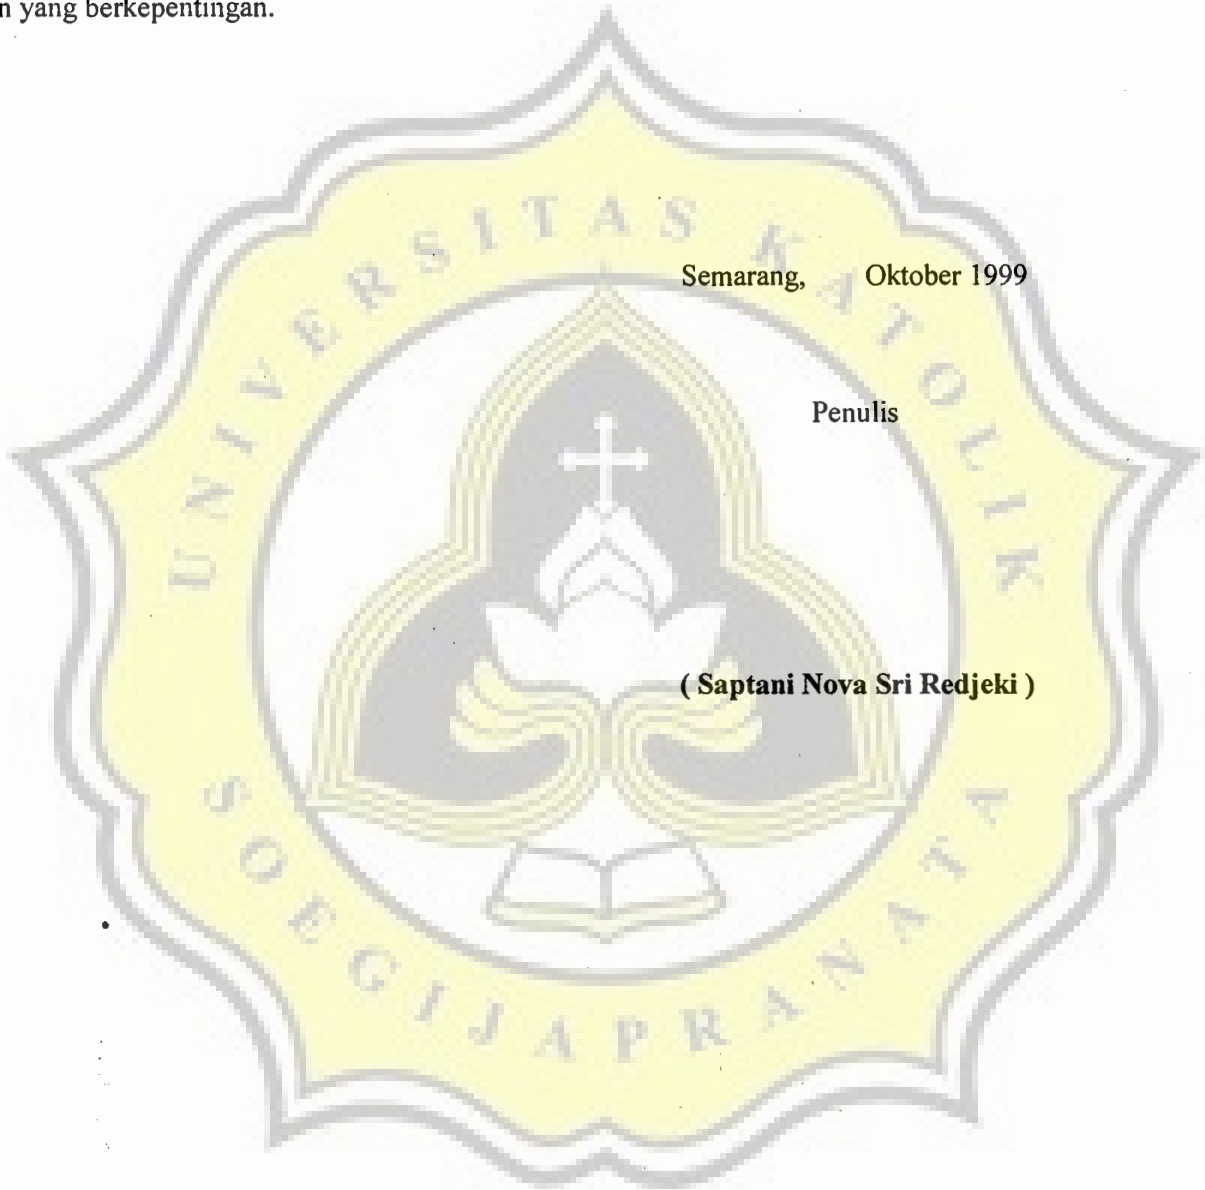 n yang berkepentingan.
Semarang, Oktober 1999
Penulis
( Saptani Nova Sri Redjeki )
UNIVERSITAS KATOLIK
SOEGIJAPRANATA